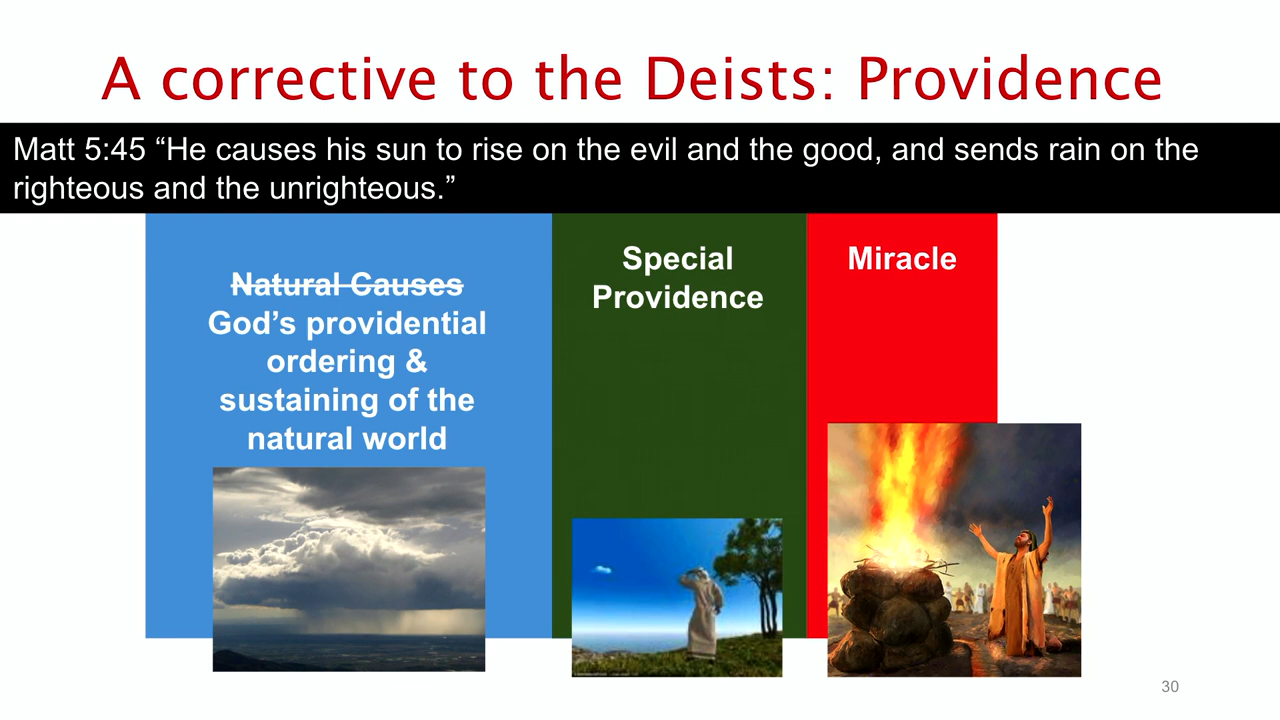 A corrective to the Deists: Providence
Matt 5:45 “He causes his sun to rise on the evil and the good, and sends rain on the
righteous and the unrighteous.”
Natural Causes
God’s providential
ordering &
sustaining of the
natural world
Special
Providence
Miracle
30